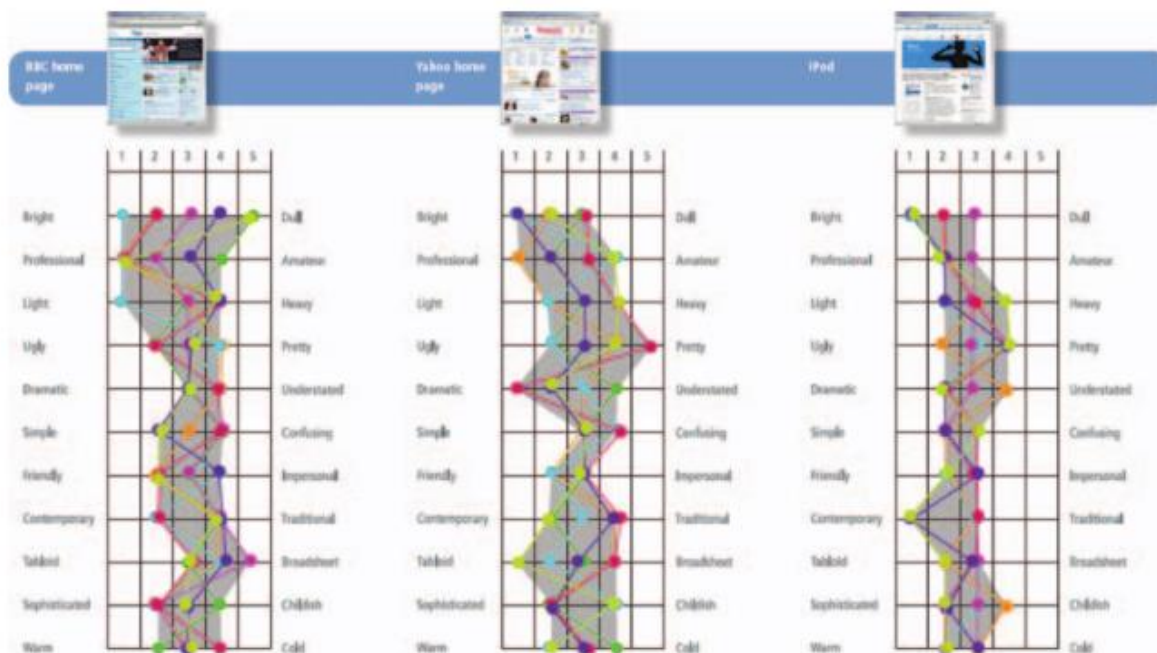 BBC home
page
Yahoo home
page
iPod
1 2 3 4 5
1 2 3 4 5
1 2 3 4 5
Bright Dull
Professional Amateur
Light Heavy
Ugly Pretty
Dramatic Understated
Simple Confusing
Friendly Impersonal
Contemporary Traditional
Tabloid Broadsheet
Sophisticated Childish
Warm Cold
Bright Dull
Professional Amateur
Light Heavy
Ugly Pretty
Dramatic Understated
Simple Confusing
Friendly Impersonal
Contemporary Traditional
Tabloid Broadsheet
Sophisticated Childish
Warm Cold
Bright Dull
Professional Amateur
Light Heavy
Ugly Pretty
Dramatic Understated
Simple Confusing
Friendly Impersonal
Contemporary Traditional
Tabloid Broadsheet
Sophisticated Childish
Warm Cold